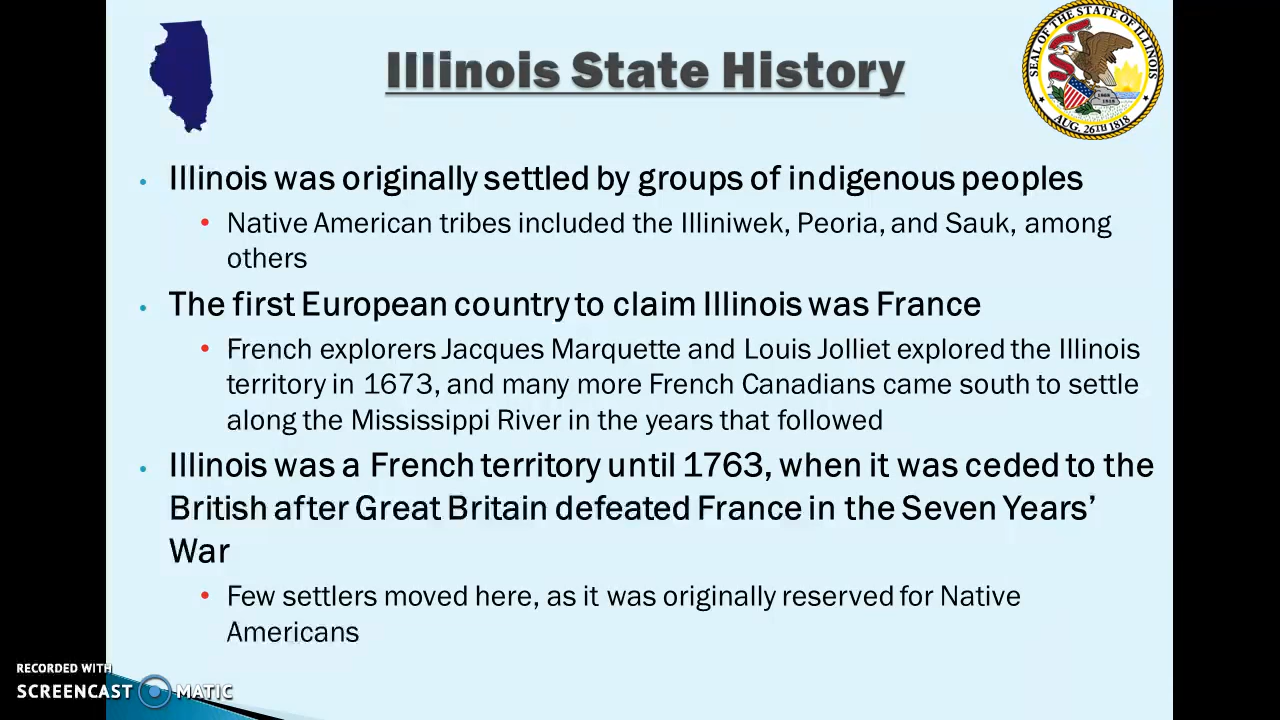 Illinois State History
SEAL OF THE STATE OF ILLINOIS
1868
1818
AUG. 26TH 1818
• Illinois was originally settled by groups of indigenous peoples
• Native American tribes included the Illiniwek, Peoria, and Sauk, among
others
• The first European country to claim Illinois was France
• French explorers Jacques Marquette and Louis Jolliet explored the Illinois
territory in 1673, and many more French Canadians came south to settle
along the Mississippi River in the years that followed
• Illinois was a French territory until 1763, when it was ceded to the
British after Great Britain defeated France in the Seven Years’
War
• Few settlers moved here, as it was originally reserved for Native
Americans
RECORDED WITH
SCREENCAST MATIC